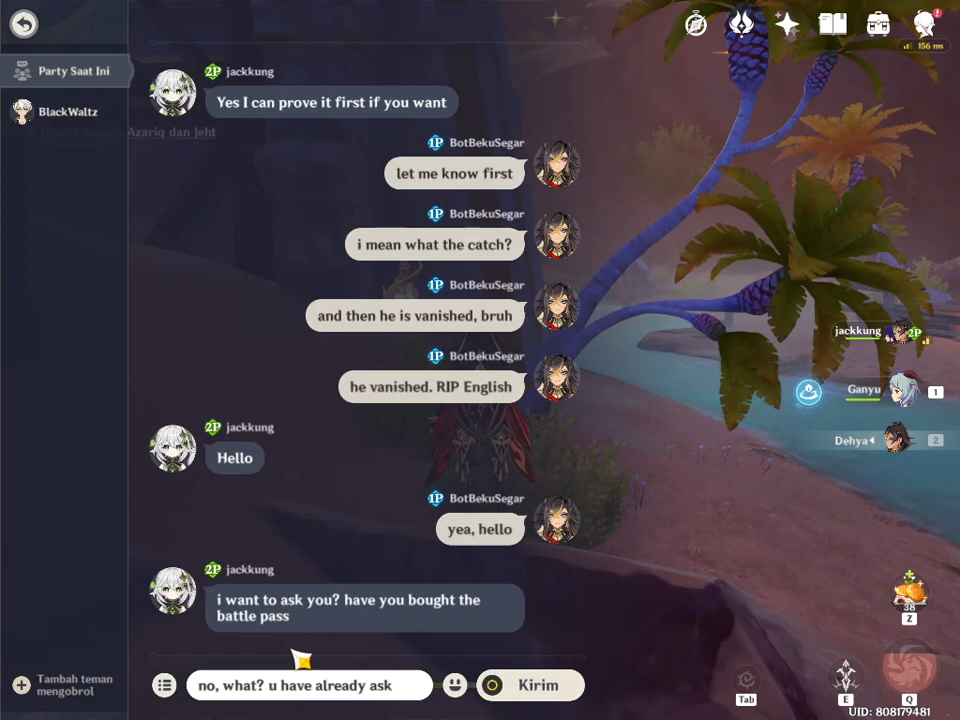 156 ms
Party Saat Ini
BlackWaltz
Azariq dan Jeht
2P jackkung
Yes I can prove it first if you want
1P BotBekuSegar
let me know first
1P BotBekuSegar
i mean what the catch?
1P BotBekuSegar
and then he is vanished, bruh
1P BotBekuSegar
he vanished. RIP English
2P jackkung
Hello
1P BotBekuSegar
yea, hello
2P jackkung
i want to ask you? have you bought the
battle pass
no, what? u have already ask
Kirim
Tambah teman
mengobrol
jackkung 2P
Ganyu 1
Dehya 2
38
Z
Tab
E
Q
UID: 808179481